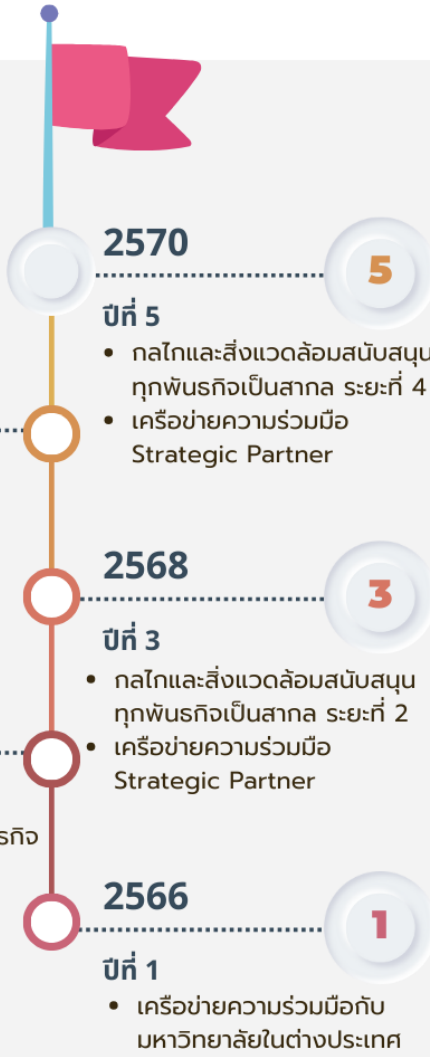 2570
5
ปีที่ 5
• กลไกและสิ่งแวดล้อมสนับสนุน
ทุกพันธกิจเป็นสากล ระยะที่ 4
• เครือข่ายความร่วมมือ
Strategic Partner
2568
3
ปีที่ 3
• กลไกและสิ่งแวดล้อมสนับสนุน
ทุกพันธกิจเป็นสากล ระยะที่ 2
• เครือข่ายความร่วมมือ
Strategic Partner
2566
1
ปีที่ 1
• เครือข่ายความร่วมมือกับ
มหาวิทยาลัยในต่างประเทศ